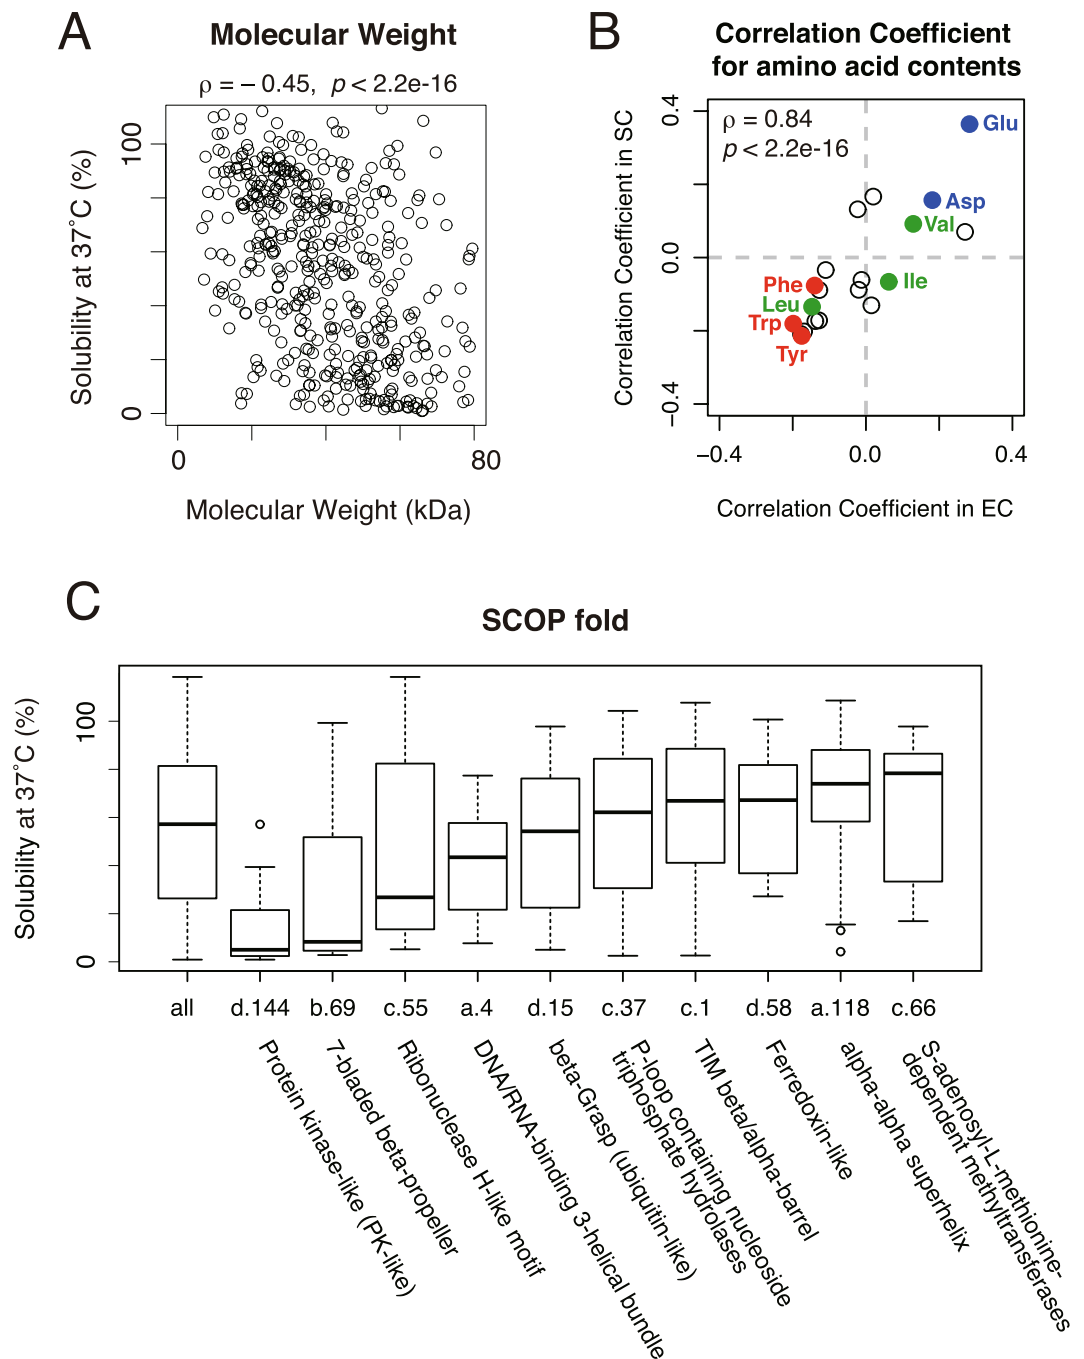 A
Molecular Weight
ρ = − 0.45, p < 2.2e-16
Solubility at 37˚C (%)
100
0
0
80
Molecular Weight (kDa)
B
Correlation Coefficient
for amino acid contents
ρ = 0.84
p < 2.2e-16
Correlation Coefficient in SC
0.4
0.0
−0.4
Glu
Asp
Val
Ile
Phe
Leu
Trp
Tyr
−0.4
0.0
0.4
Correlation Coefficient in EC
C
SCOP fold
Solubility at 37˚C (%)
100
0
all
d.144
b.69
c.55
a.4
d.15
c.37
c.1
d.58
a.118
c.66
Protein kinase-like (PK-like)
7-bladed beta-propeller
Ribonuclease H-like motif
DNA/RNA-binding 3-helical bundle
beta-Grasp (ubiquitin-like)
P-loop containing nucleoside
triphosphate hydrolases
TIM beta/alpha-barrel
Ferredoxin-like
alpha-alpha superhelix
S-adenosyl-L-methionine-
dependent methyltransferases